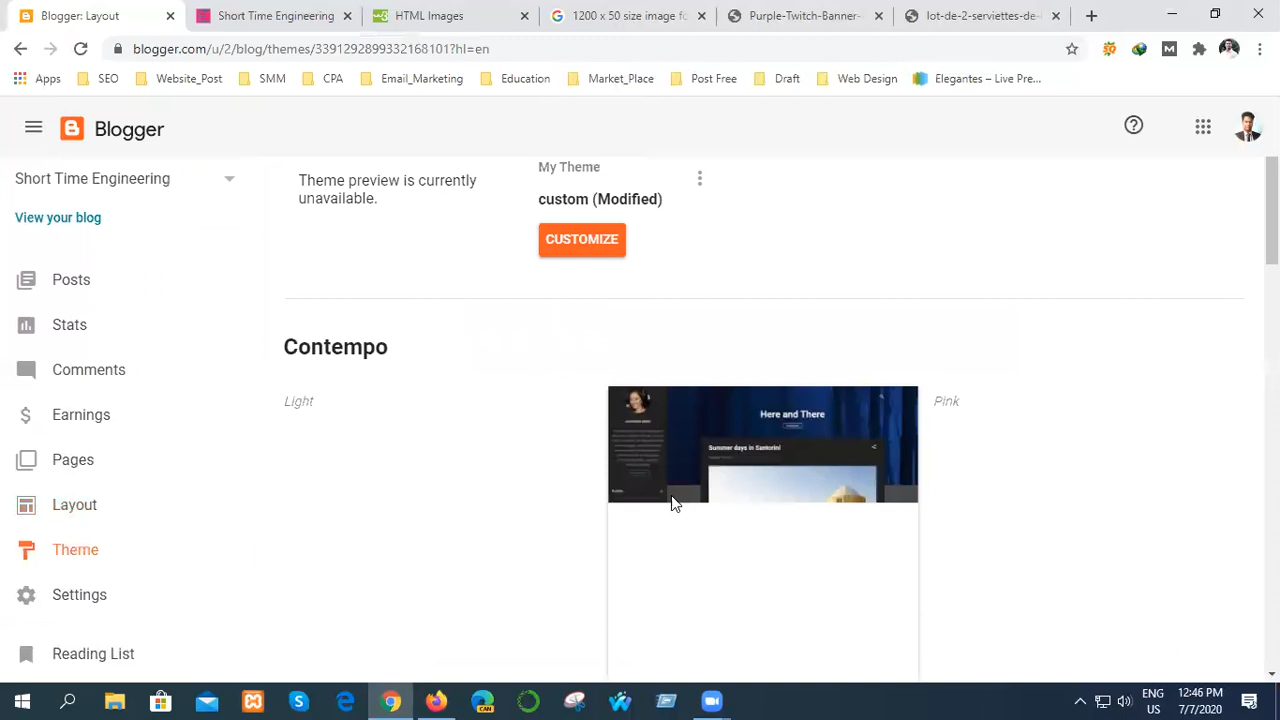 Blogger: Layout
Short Time Engineering
HTML Images
1200 x 50 size image fo
Purple-Twitch-Banner-
lot-de-2-serviettes-de-l
blogger.com/u/2/blog/themes/3391292899332168101?hl=en
Apps
SEO
Website_Post
SMM
CPA
Email_Marketing
Education
Market_Place
Post Free
Draft
Web Design
Elegantes – Live Pre...
Blogger
Short Time Engineering
View your blog
Posts
Stats
Comments
Earnings
Pages
Layout
Theme
Settings
Reading List
Theme preview is currently
unavailable.
My Theme
custom (Modified)
CUSTOMIZE
Contempo
Light
Here and There
Summer days in Santorini
Pink
ENG
US
12:46 PM
7/7/2020